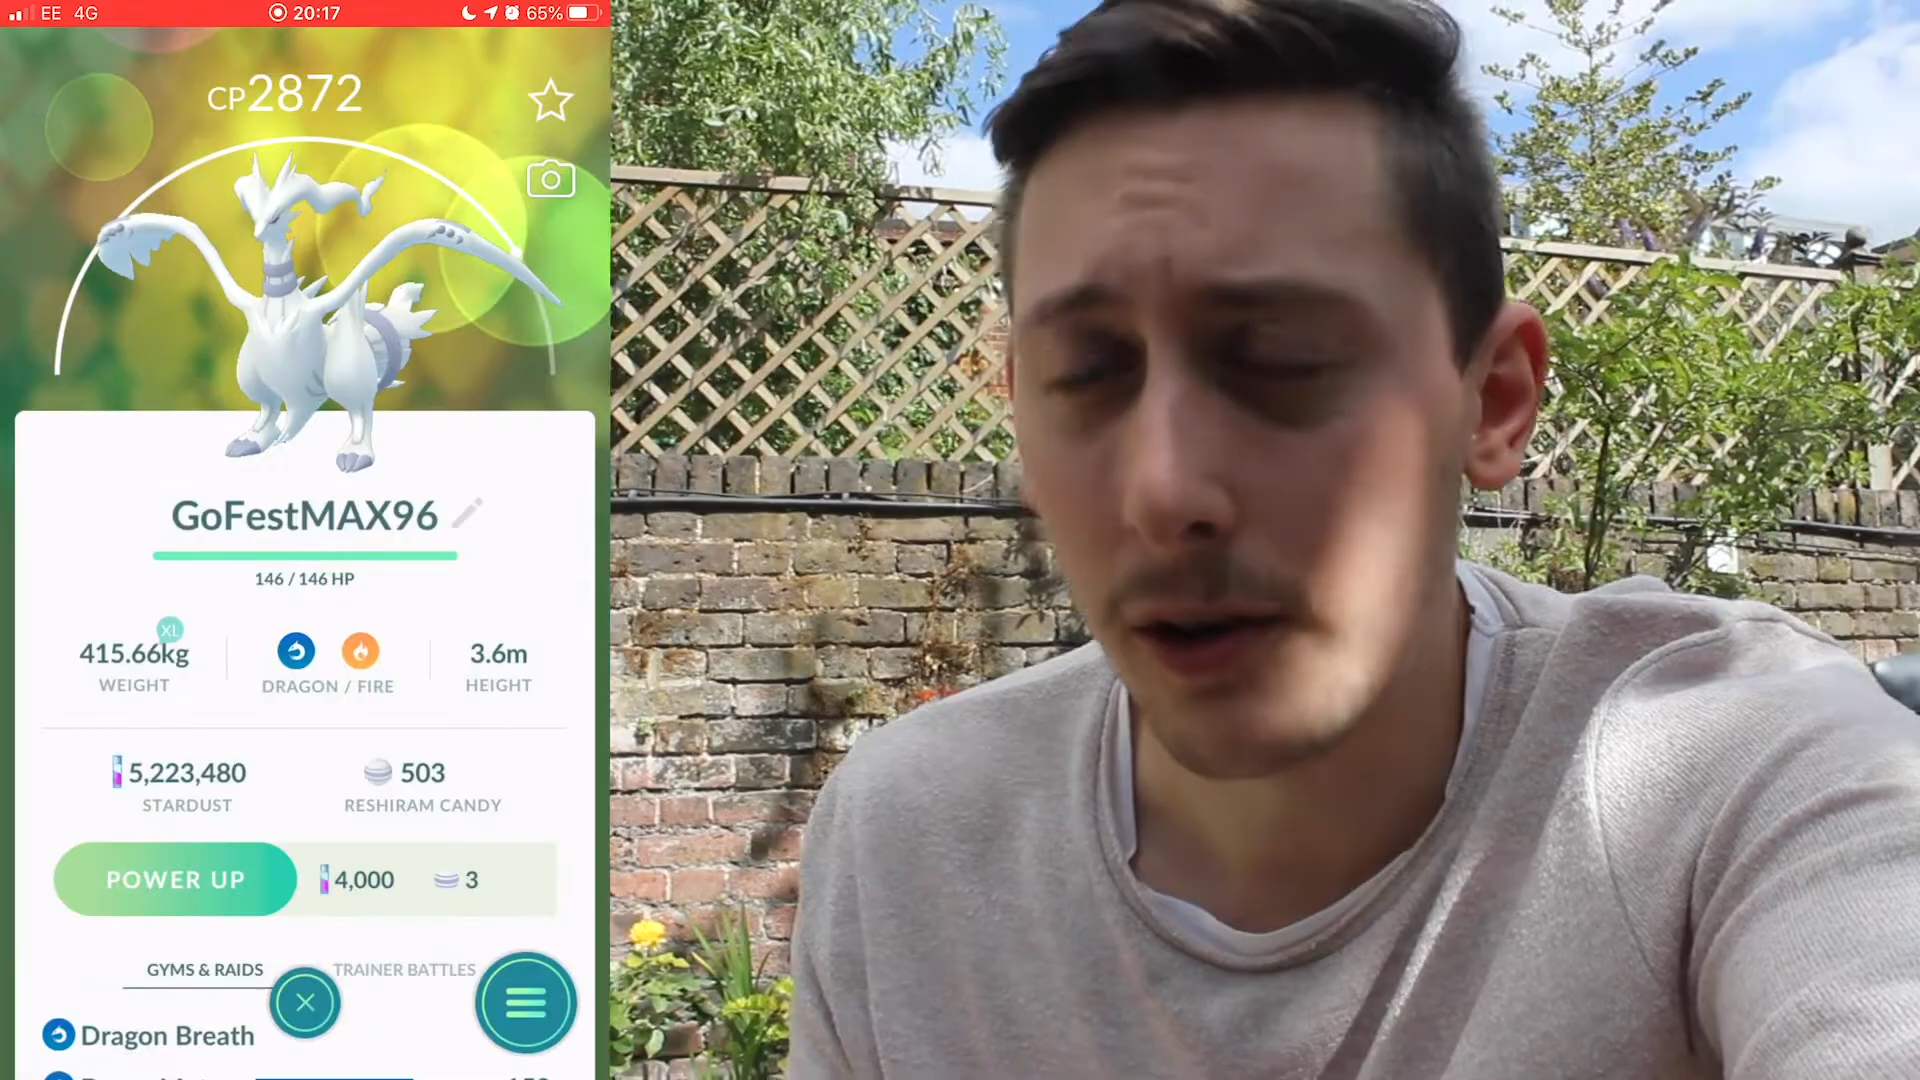 EE 4G 20:17 65%
CP2872
GoFestMAX96
146 / 146 HP
XL
415.66kg 3.6m
WEIGHT DRAGON / FIRE HEIGHT
5,223,480 503
STARDUST RESHIRAM CANDY
POWER UP 4,000 3
GYMS & RAIDS TRAINER BATTLES
Dragon Breath